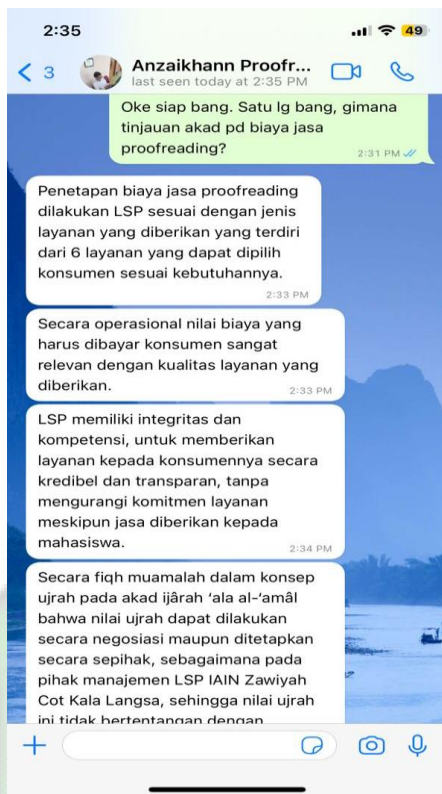 2:35
49
3
Anzaikhann Proofr...
last seen today at 2:35 PM
Oke siap bang. Satu lg bang, gimana
tinjauan akad pd biaya jasa
proofreading?
2:31 PM
Penetapan biaya jasa proofreading
dilakukan LSP sesuai dengan jenis
layanan yang diberikan yang terdiri
dari 6 layanan yang dapat dipilih
konsumen sesuai kebutuhannya.
2:33 PM
Secara operasional nilai biaya yang
harus dibayar konsumen sangat
relevan dengan kualitas layanan yang
diberikan.
2:33 PM
LSP memiliki integritas dan
kompetensi, untuk memberikan
layanan kepada konsumennya secara
kredibel dan transparan, tanpa
mengurangi komitmen layanan
meskipun jasa diberikan kepada
mahasiswa.
2:34 PM
Secara fiqh muamalah dalam konsep
ujrah pada akad ijârah ‘ala al-‘amâl
bahwa nilai ujrah dapat dilakukan
secara negosiasi maupun ditetapkan
secara sepihak, sebagaimana pada
pihak manajemen LSP IAIN Zawiyah
Cot Kala Langsa, sehingga nilai ujrah
ini tidak bertentangan dengan